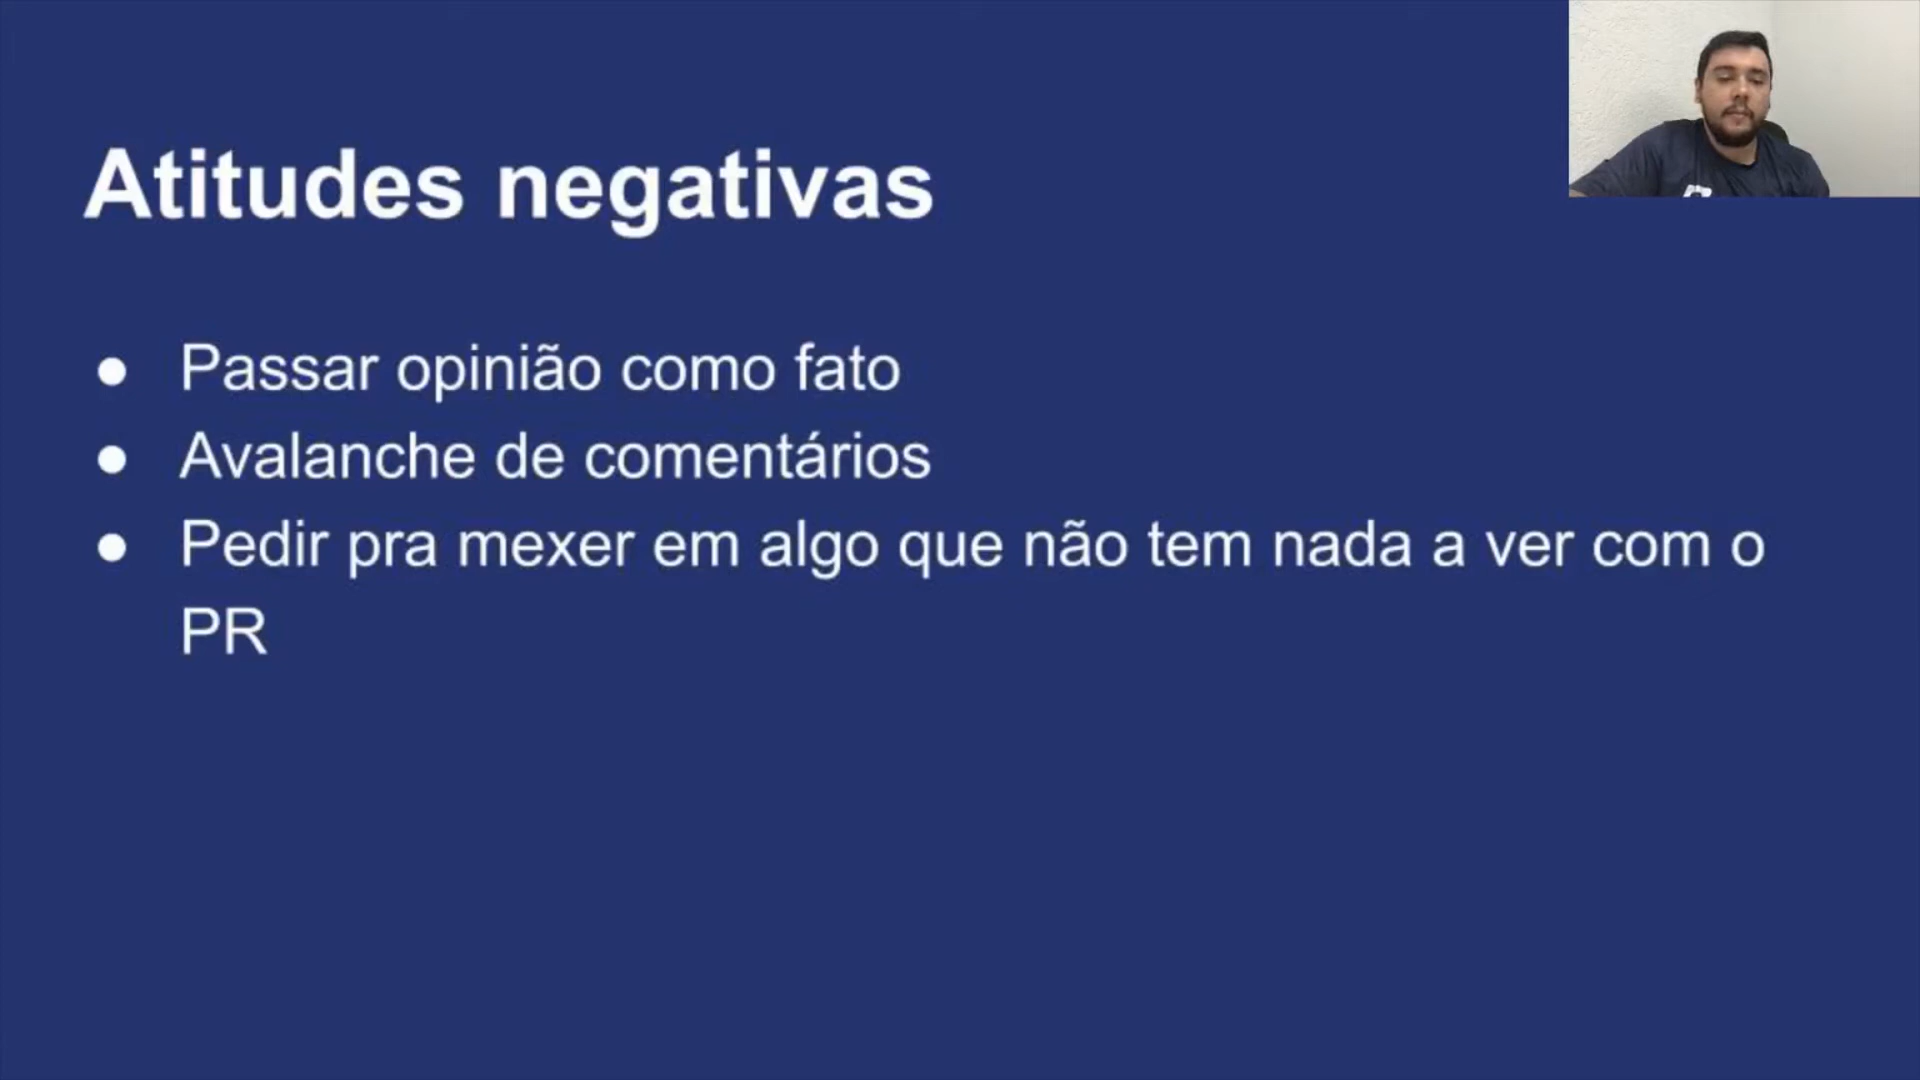 Atitudes negativas
● Passar opinião como fato
● Avalanche de comentários
● Pedir pra mexer em algo que não tem nada a ver com o
PR